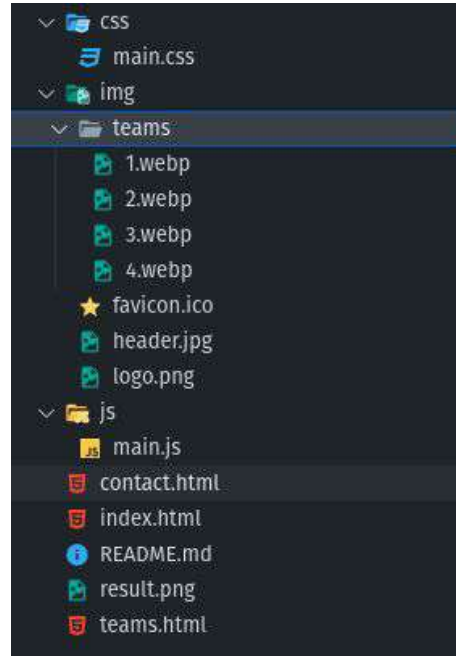 css
main.css
img
teams
1.webp
2.webp
3.webp
4.webp
favicon.ico
header.jpg
logo.png
js
JS main.js
contact.html
index.html
README.md
result.png
teams.html